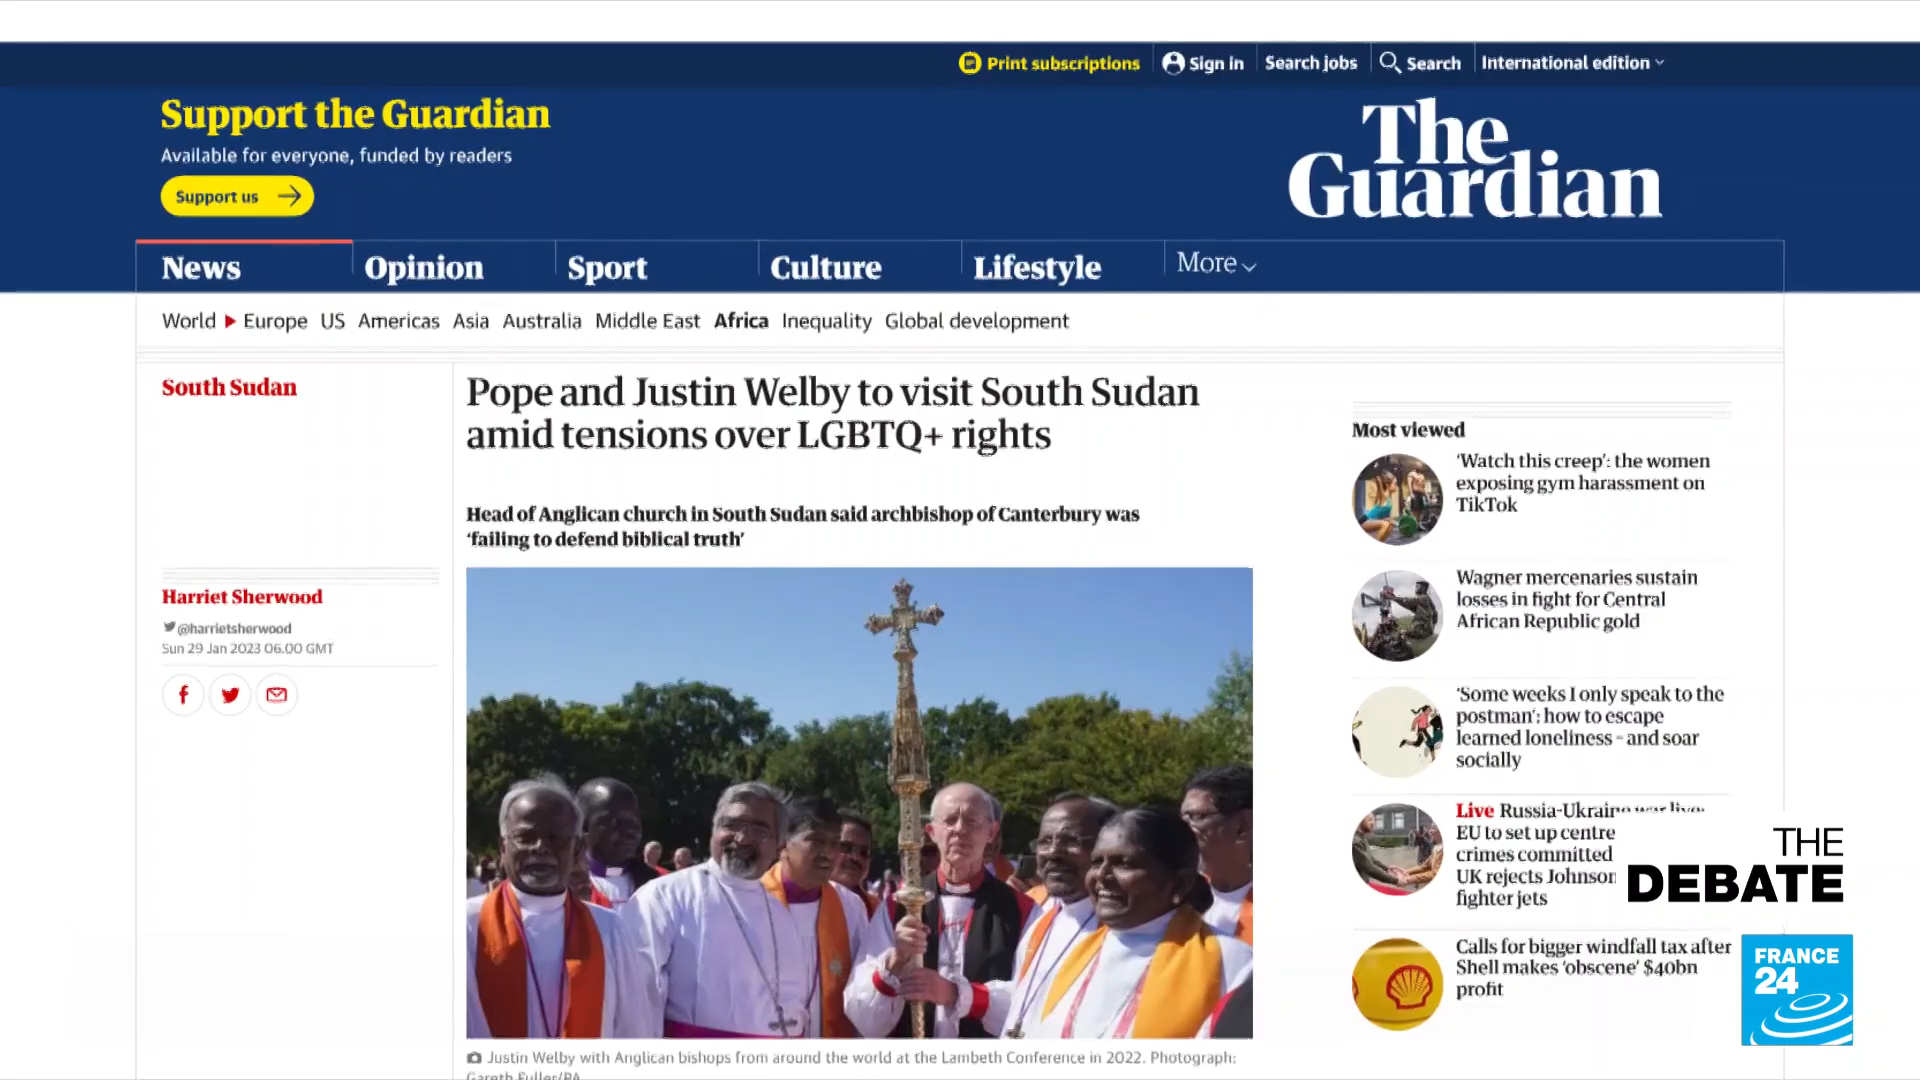 Print subscriptions
Sign in
Search jobs
Search
International edition
Support the Guardian
Available for everyone, funded by readers
Support us
The
Guardian
News
Opinion
Sport
Culture
Lifestyle
More
World
Europe
US
Americas
Asia
Australia
Middle East
Africa
Inequality
Global development
South Sudan
Pope and Justin Welby to visit South Sudan
amid tensions over LGBTQ+ rights
Head of Anglican church in South Sudan said archbishop of Canterbury was
‘failing to defend biblical truth’
Harriet Sherwood
@harrietsherwood
Sun 29 Jan 2023 06.00 GMT
Justin Welby with Anglican bishops from around the world at the Lambeth Conference in 2022. Photograph:
Gareth Fuller/PA
Most viewed
‘Watch this creep’: the women
exposing gym harassment on
TikTok
Wagner mercenaries sustain
losses in fight for Central
African Republic gold
‘Some weeks I only speak to the
postman’: how to escape
learned loneliness – and soar
socially
Live Russia-Ukraine war live:
EU to set up centre
crimes committed
UK rejects Johnson
fighter jets
Calls for bigger windfall tax after
Shell makes ‘obscene’ $40bn
profit
THE
DEBATE
FRANCE
24